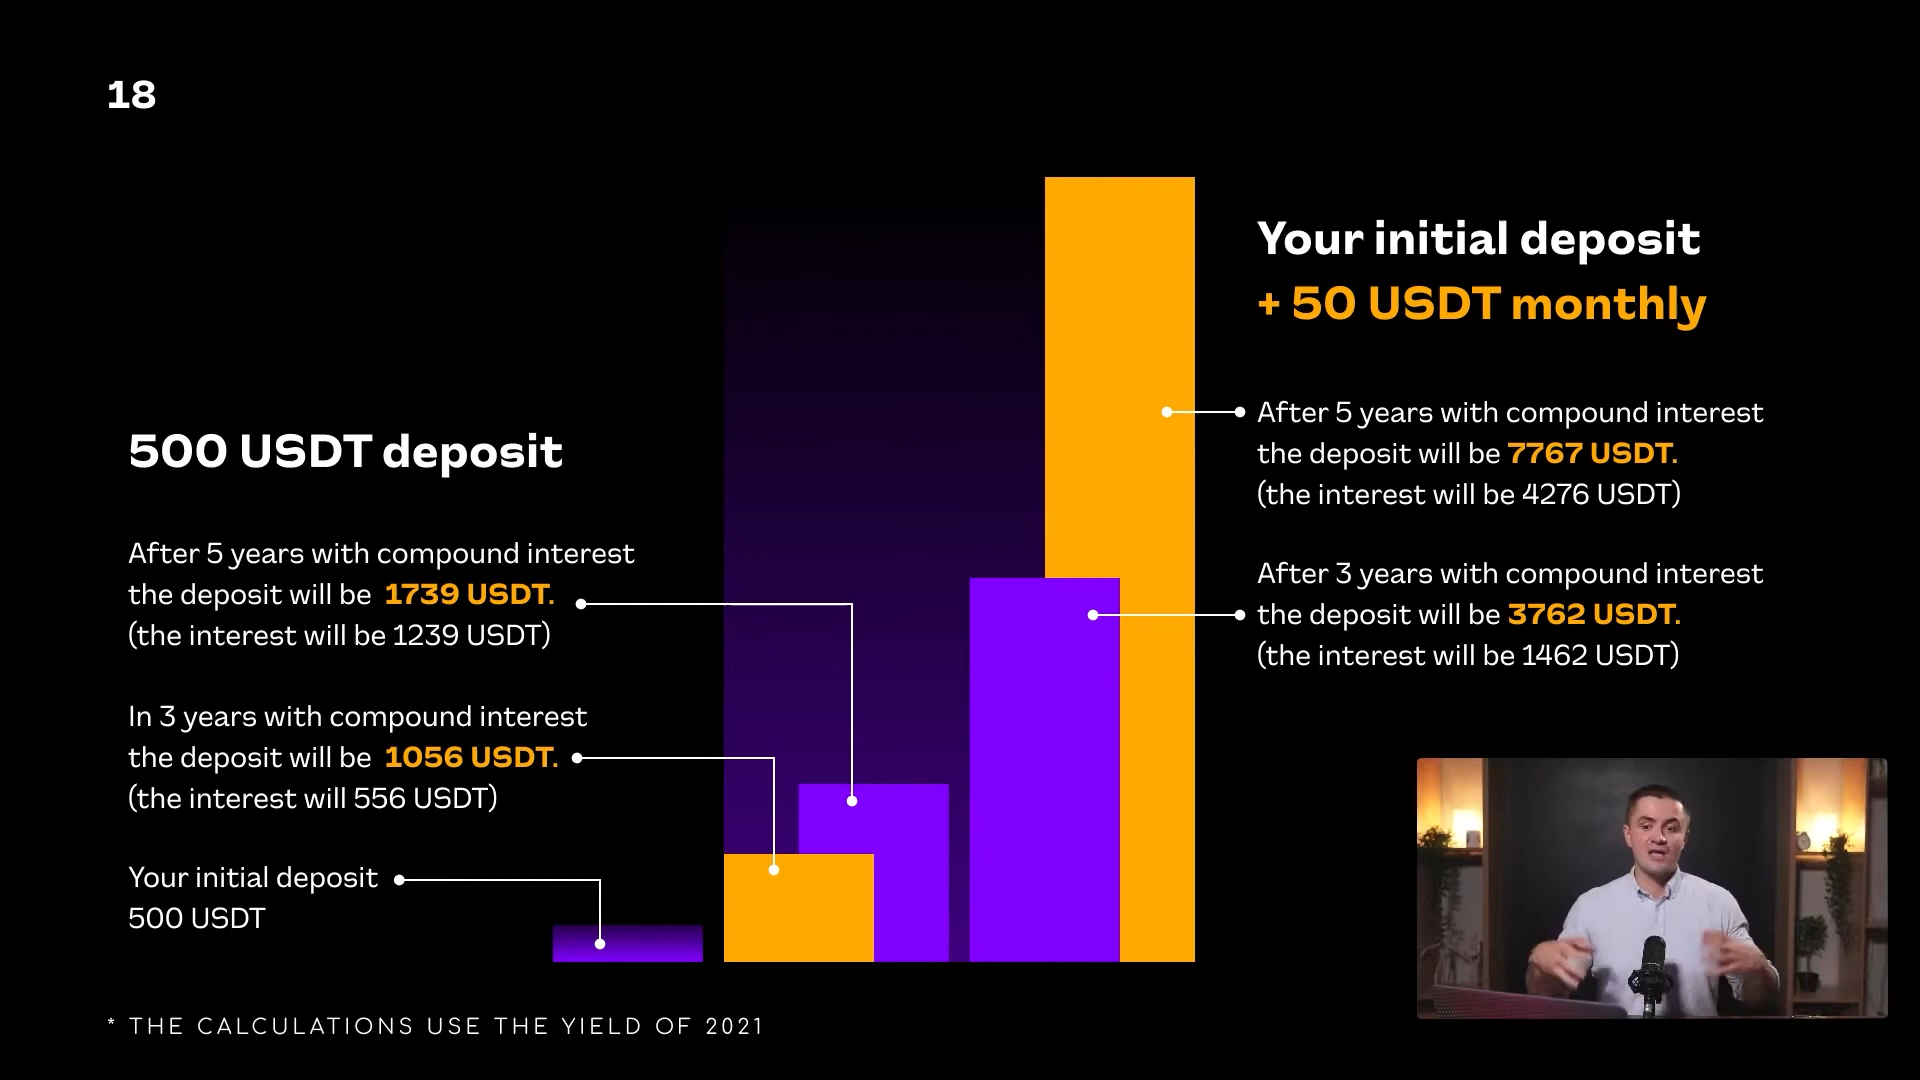 18
500 USDT deposit
After 5 years with compound interest
the deposit will be 1739 USDT.
(the interest will be 1239 USDT)
In 3 years with compound interest
the deposit will be 1056 USDT.
(the interest will 556 USDT)
Your initial deposit
500 USDT
Your initial deposit
+ 50 USDT monthly
After 5 years with compound interest
the deposit will be 7767 USDT.
(the interest will be 4276 USDT)
After 3 years with compound interest
the deposit will be 3762 USDT.
(the interest will be 1462 USDT)
* THE CALCULATIONS USE THE YIELD OF 2021